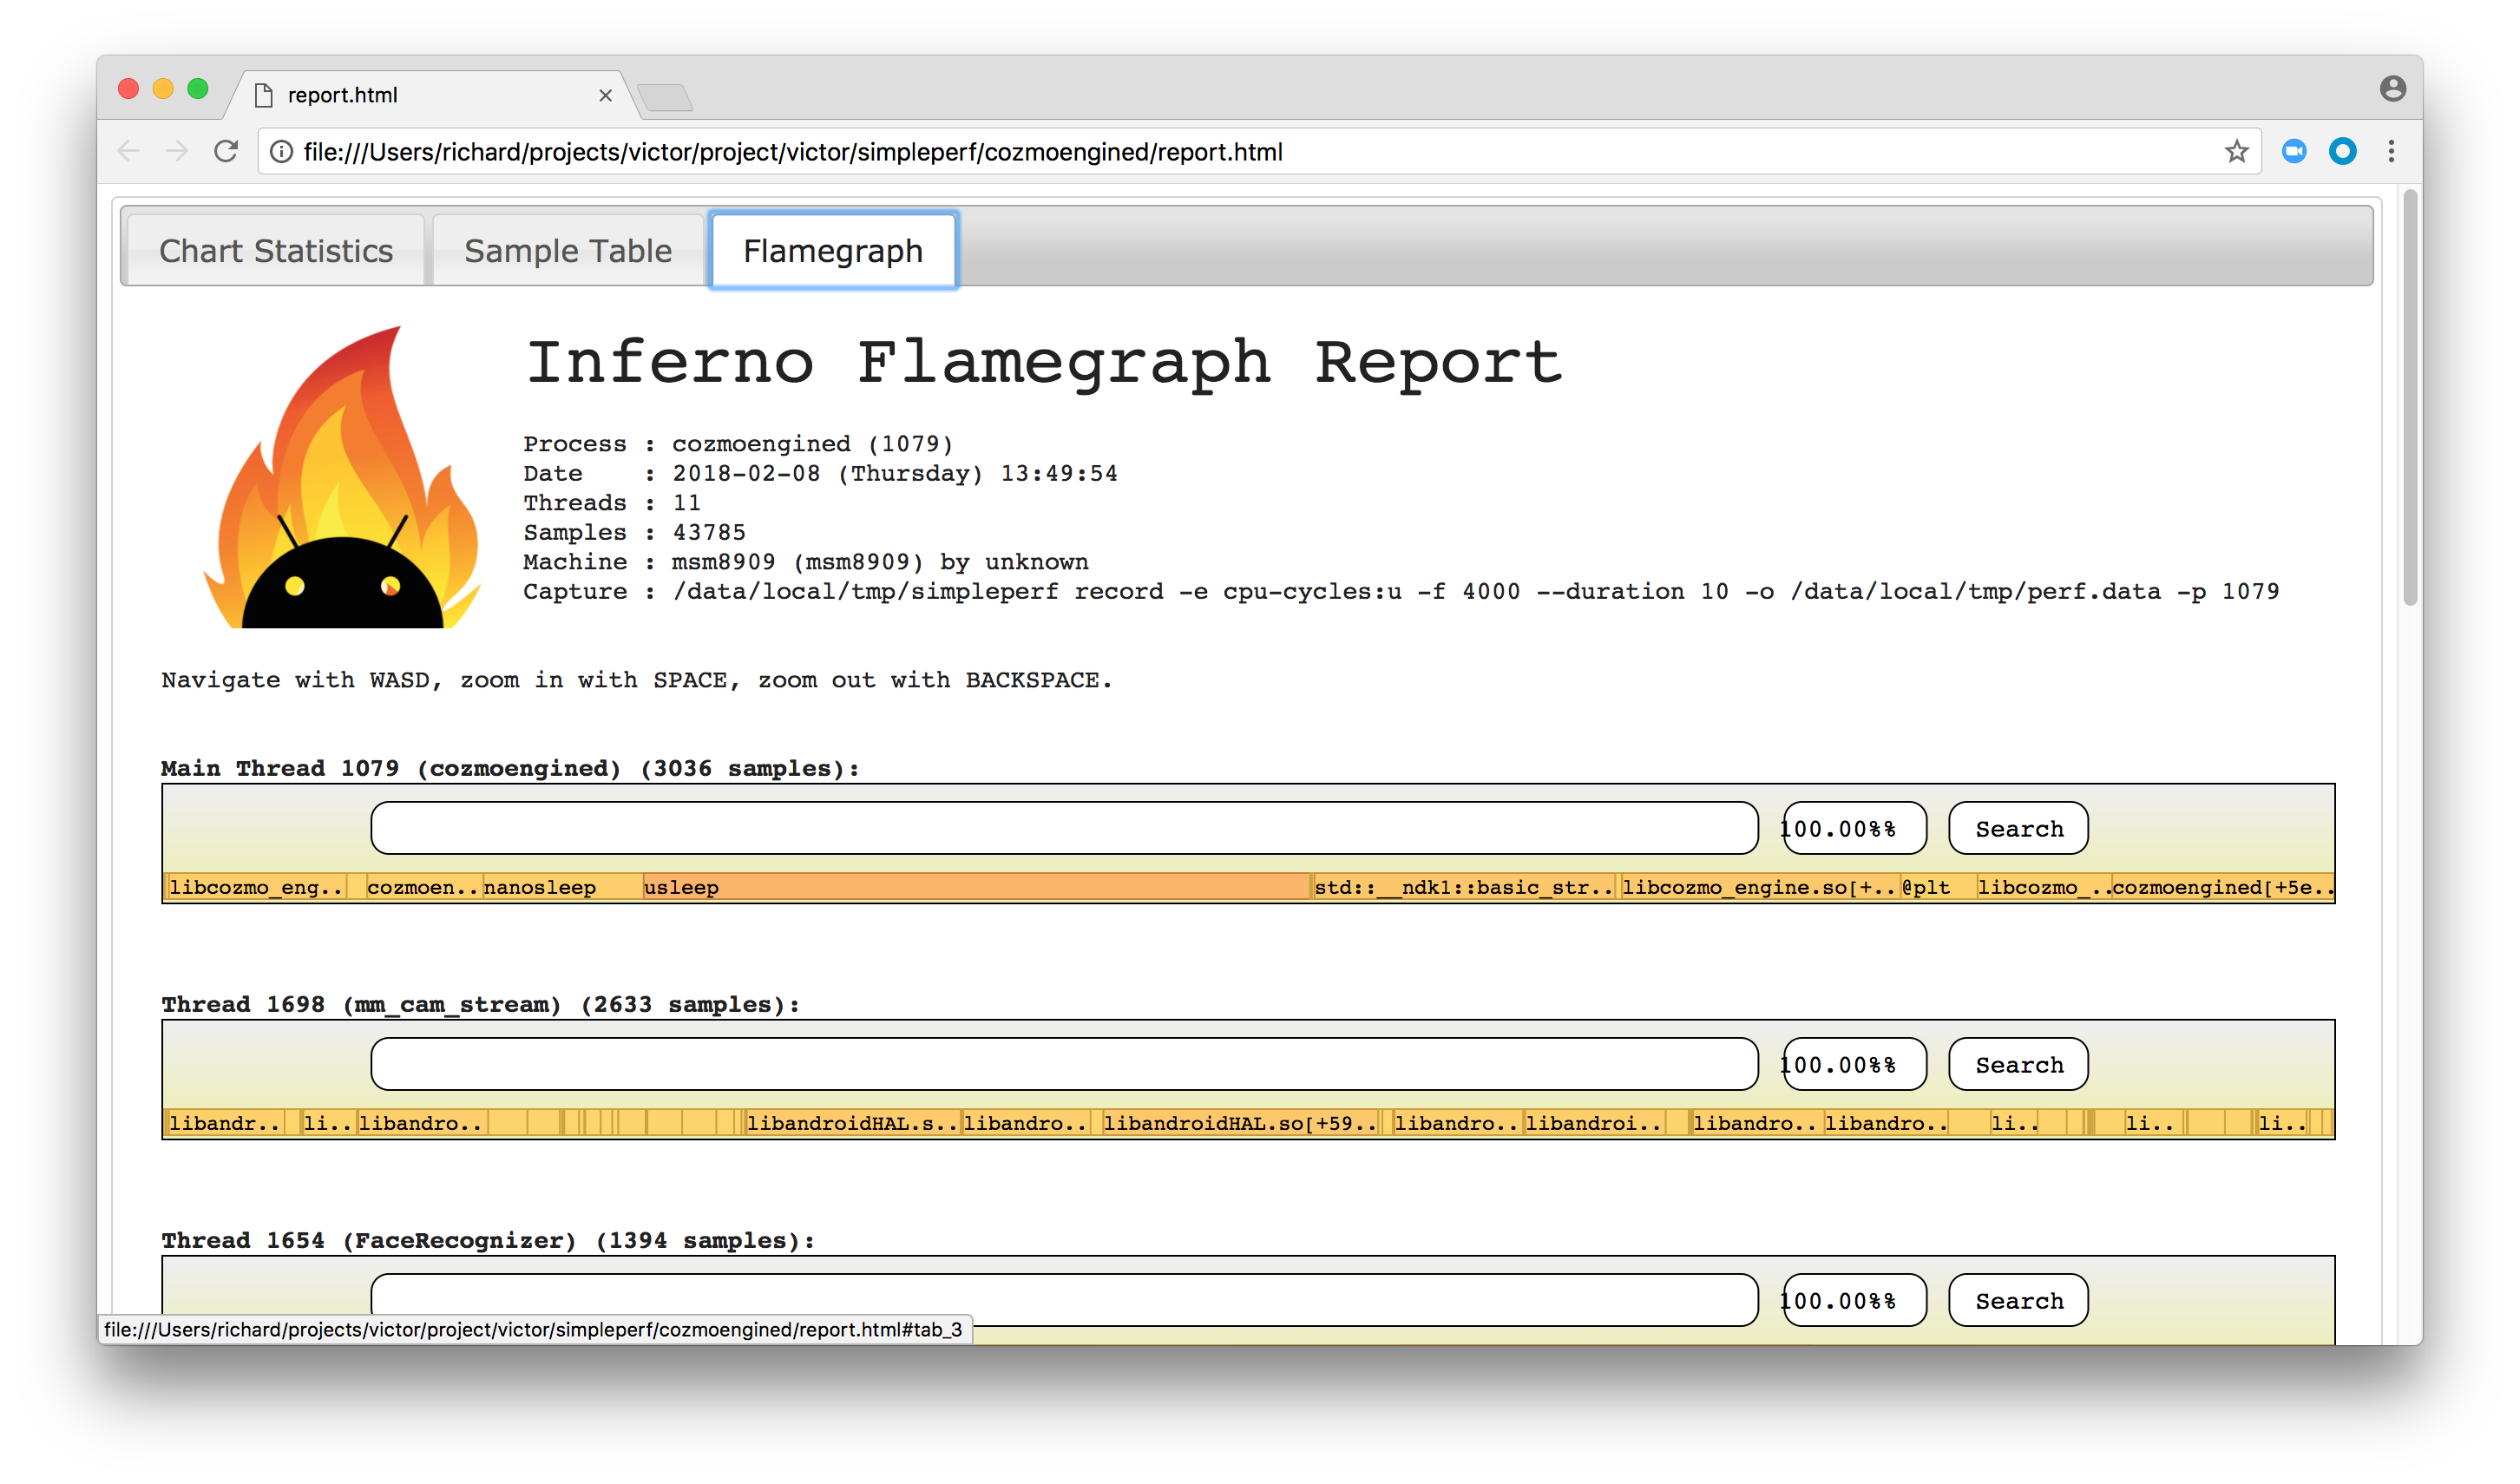 report.html
file:///Users/richard/projects/victor/project/victor/simpleperf/cozmoengined/report.html
Chart Statistics Sample Table Flamegraph
Inferno Flamegraph Report
Process : cozmoengined (1079)
Date : 2018-02-08 (Thursday) 13:49:54
Threads : 11
Samples : 43785
Machine : msm8909 (msm8909) by unknown
Capture : /data/local/tmp/simpleperf record -e cpu-cycles:u -f 4000 --duration 10 -o /data/local/tmp/perf.data -p 1079
Navigate with WASD, zoom in with SPACE, zoom out with BACKSPACE.
Main Thread 1079 (cozmoengined) (3036 samples):
100.00%% Search
libcozmo_eng.. cozmoen.. nanosleep usleep std::__ndk1::basic_str.. libcozmo_engine.so[+.. @plt libcozmo_.. cozmoengined[+5e..
Thread 1698 (mm_cam_stream) (2633 samples):
100.00%% Search
libandr.. li.. libandro.. libandroidHAL.s.. libandro.. libandroidHAL.so[+59.. libandro.. libandroi.. libandro.. libandro.. li.. li.. li..
Thread 1654 (FaceRecognizer) (1394 samples):
100.00%% Search
file:///Users/richard/projects/victor/project/victor/simpleperf/cozmoengined/report.html#tab_3